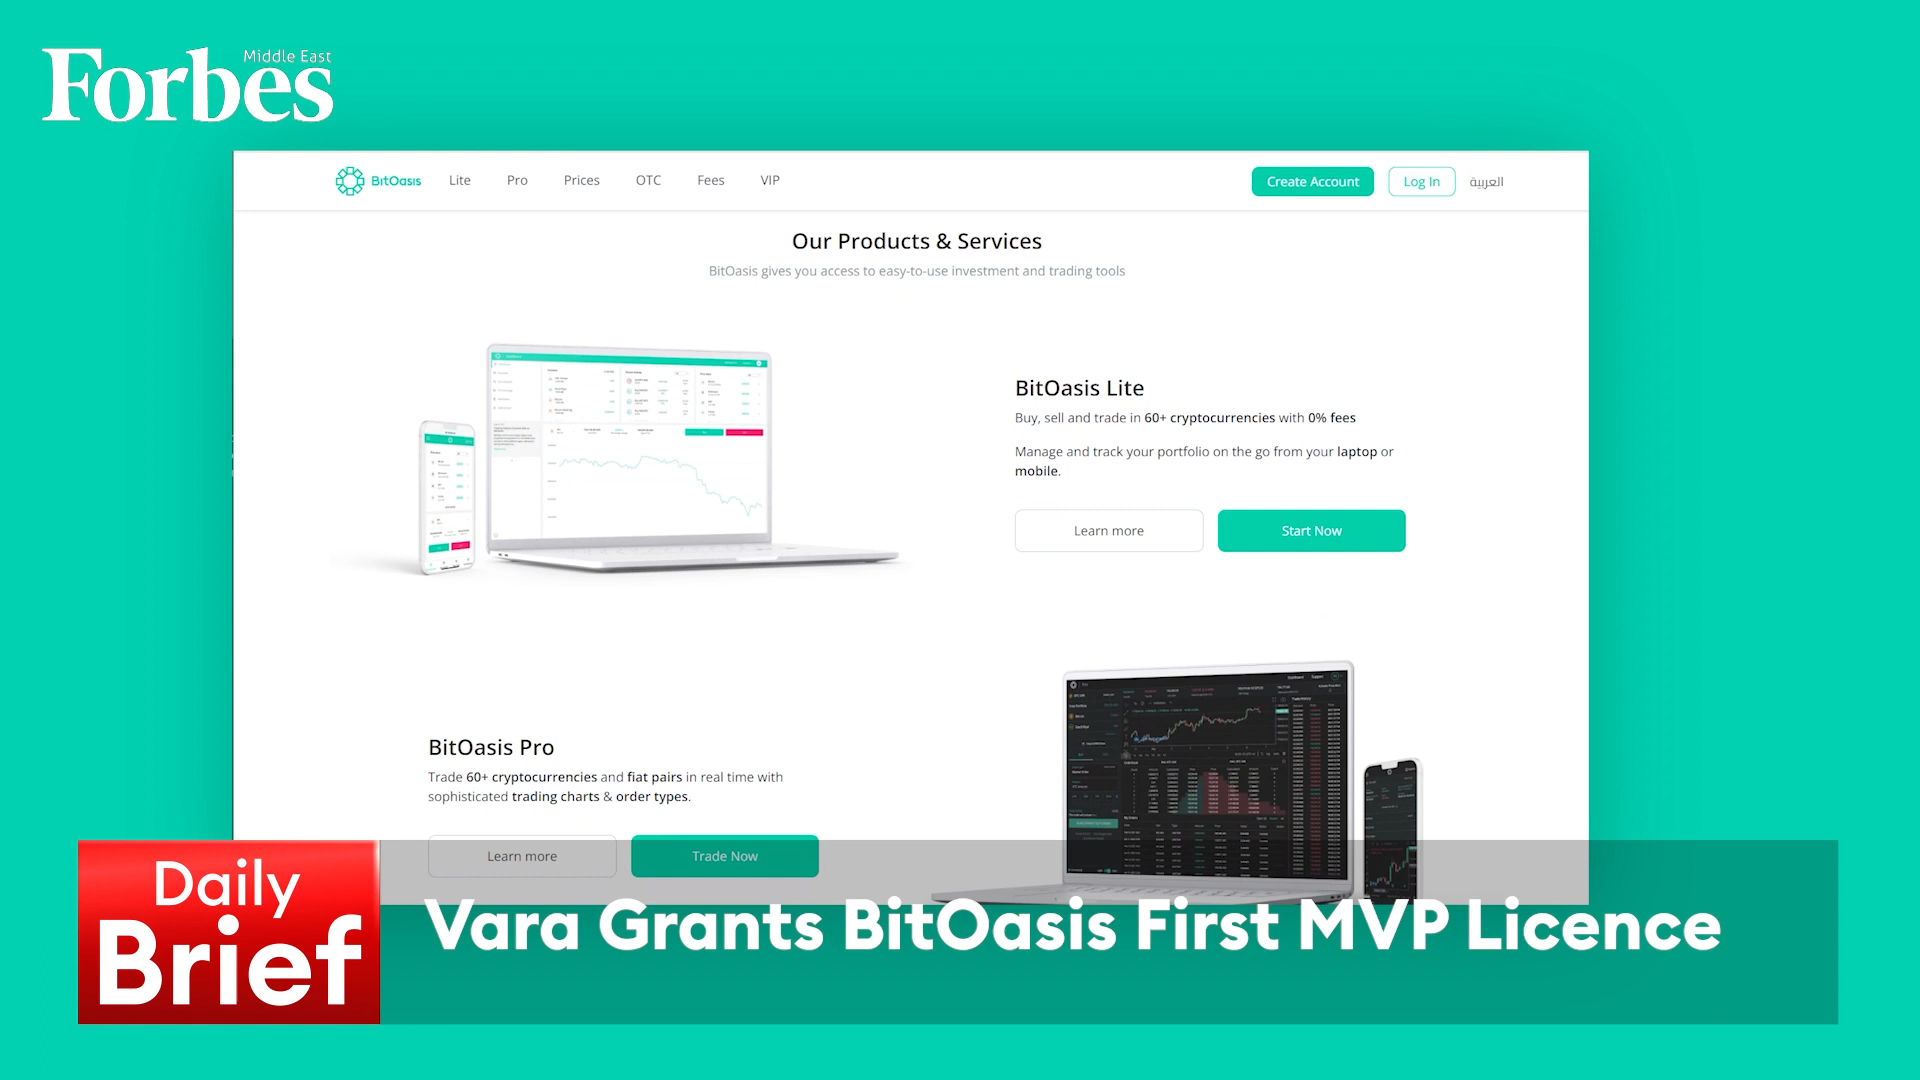 Middle East
Forbes
BitOasis Lite Pro Prices OTC Fees VIP Create Account Log In العربية
Our Products & Services
BitOasis gives you access to easy-to-use investment and trading tools
BitOasis Lite
Buy, sell and trade in 60+ cryptocurrencies with 0% fees
Manage and track your portfolio on the go from your laptop or
mobile.
Learn more Start Now
BitOasis Pro
Trade 60+ cryptocurrencies and fiat pairs in real time with
sophisticated trading charts & order types.
Learn more Trade Now
Daily
Brief
Vara Grants BitOasis First MVP Licence